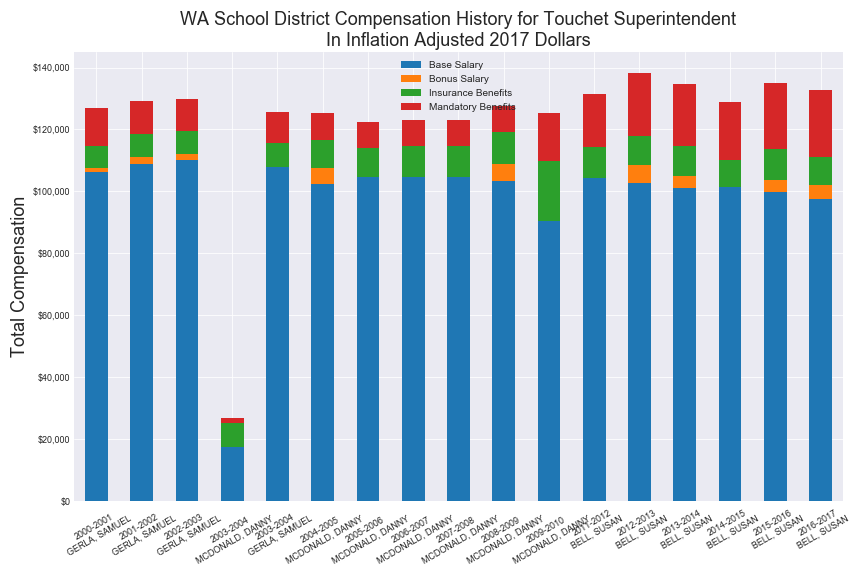 WA School District Compensation History for Touchet Superintendent
In Inflation Adjusted 2017 Dollars
Base Salary
Bonus Salary
Insurance Benefits
Mandatory Benefits
Total Compensation
$140,000
$120,000
$100,000
$80,000
$60,000
$40,000
$20,000
$0
2000-2001
GERLA, SAMUEL
2001-2002
GERLA, SAMUEL
2002-2003
GERLA, SAMUEL
2003-2004
MCDONALD, DANNY
2003-2004
GERLA, SAMUEL
2004-2005
MCDONALD, DANNY
2005-2006
MCDONALD, DANNY
2006-2007
MCDONALD, DANNY
2007-2008
MCDONALD, DANNY
2008-2009
MCDONALD, DANNY
2009-2010
MCDONALD, DANNY
2011-2012
BELL, SUSAN
2012-2013
BELL, SUSAN
2013-2014
BELL, SUSAN
2014-2015
BELL, SUSAN
2015-2016
BELL, SUSAN
2016-2017
BELL, SUSAN